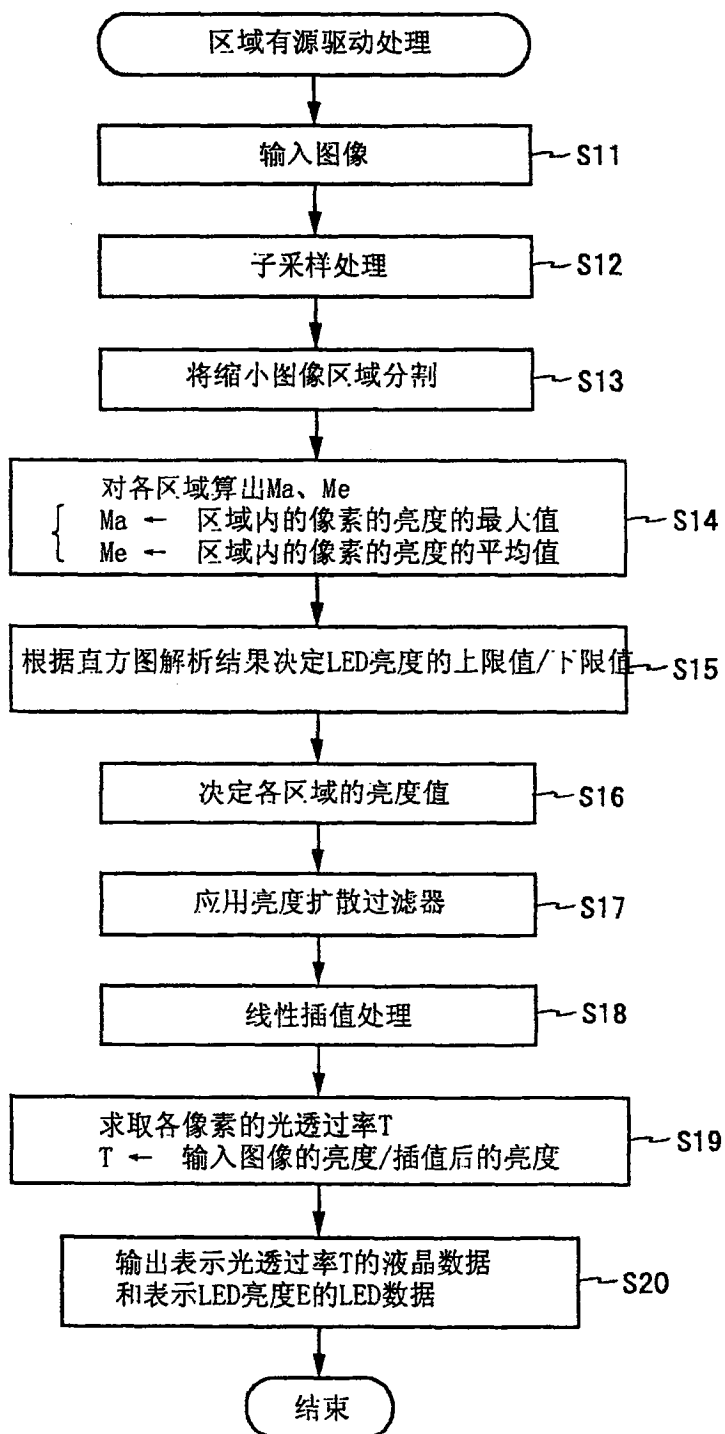 区域有源驱动处理
输入图像
S11
子采样处理
S12
将缩小图像区域分割
S13
对各区域算出Ma、Me
Ma ← 区域内的像素的亮度的最大值
Me ← 区域内的像素的亮度的平均值
S14
根据直方图解析结果决定LED亮度的上限值/下限值
S15
决定各区域的亮度值
S16
应用亮度扩散过滤器
S17
线性插值处理
S18
求取各像素的光透过率T
T ← 输入图像的亮度/插值后的亮度
S19
输出表示光透过率T的液晶数据
和表示LED亮度E的LED数据
S20
结束